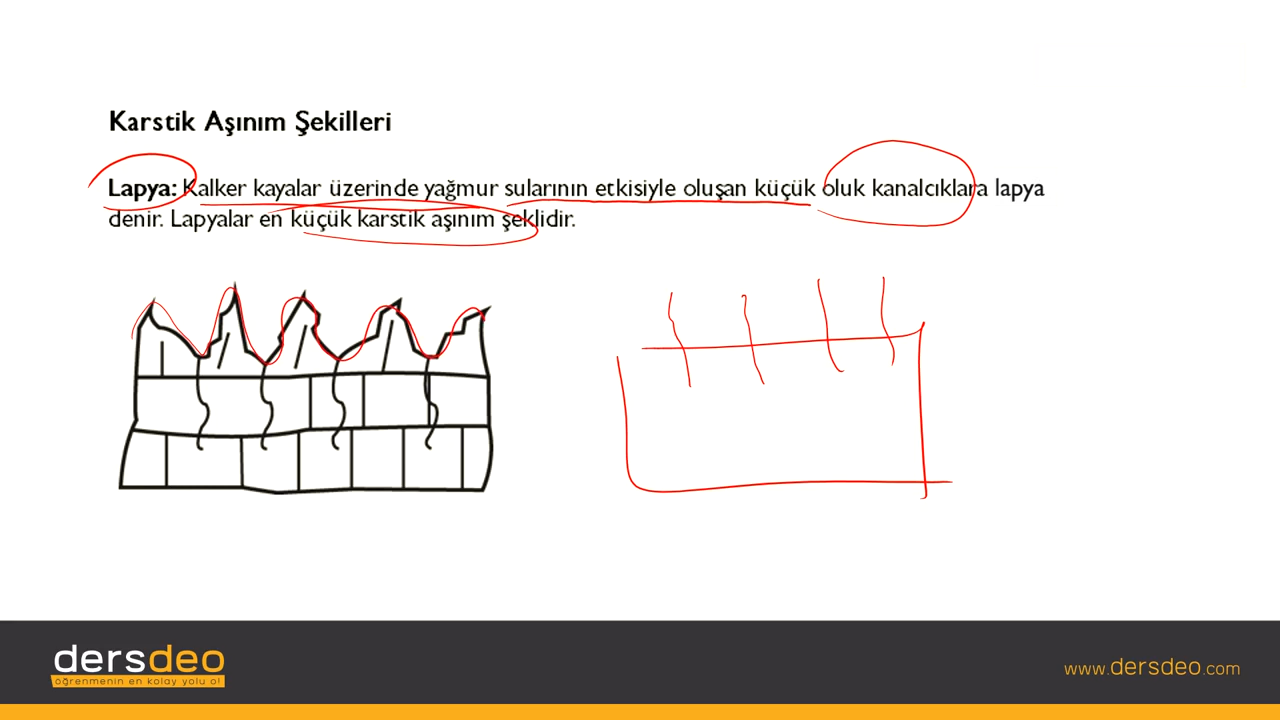 Karstik Aşınım Şekilleri
Lapya: Kalker kayalar üzerinde yağmur sularının etkisiyle oluşan küçük oluk kanalcıklara lapya
denir. Lapyalar en küçük karstik aşınım şeklidir.
dersdeo
öğrenmenin en kolay yolu o!
www.dersdeo.com